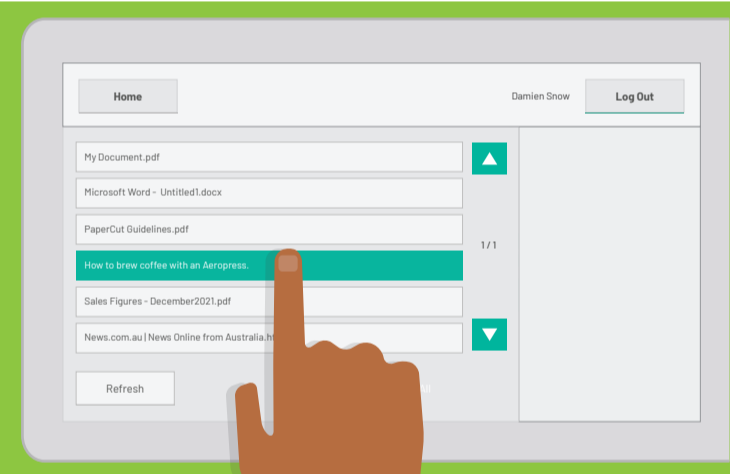 Home
Damien Snow
Log Out
My Document.pdf
Microsoft Word - Untitled1.docx
PaperCut Guidelines.pdf
1/1
How to brew coffee with an Aeropress.
Sales Figures - December2021.pdf
News.com.au | News Online from Australia.ht
Refresh